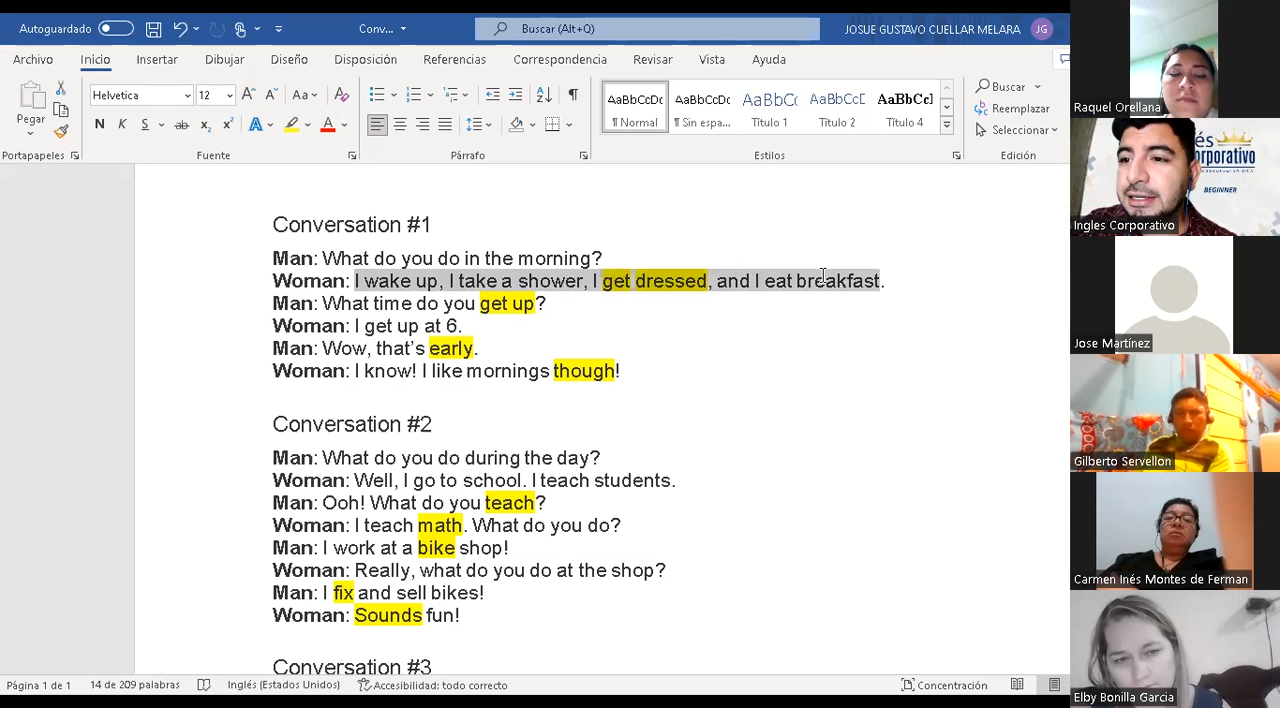 Autoguardado
Conv...
Buscar (Alt+Q)
JOSUE GUSTAVO CUELLAR MELARA
JG
Archivo Inicio Insertar Dibujar Diseño Disposición Referencias Correspondencia Revisar Vista Ayuda
Pegar
Helvetica 12
AaBbCcDc AaBbCcDc AaBbC( AaBbCcD AaBbCc]
¶ Normal ¶ Sin espa... Título 1 Título 2 Título 4
Buscar
Reemplazar
Seleccionar
Portapapeles Fuente Párrafo Estilos Edición
Conversation #1
Man: What do you do in the morning?
Woman: I wake up, I take a shower, I get dressed, and I eat breakfast.
Man: What time do you get up?
Woman: I get up at 6.
Man: Wow, that’s early.
Woman: I know! I like mornings though!
Conversation #2
Man: What do you do during the day?
Woman: Well, I go to school. I teach students.
Man: Ooh! What do you teach?
Woman: I teach math. What do you do?
Man: I work at a bike shop!
Woman: Really, what do you do at the shop?
Man: I fix and sell bikes!
Woman: Sounds fun!
Conversation #3
Página 1 de 1 14 de 209 palabras Inglés (Estados Unidos) Accesibilidad: todo correcto Concentración
Raquel Orellana
BEGINNER
Ingles Corporativo
Jose Martínez
Gilberto Servellon
Carmen Inés Montes de Ferman
Elby Bonilla Garcia